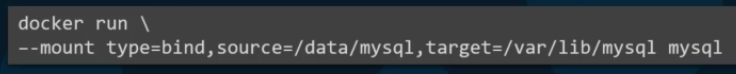 docker run \
--mount type=bind,source=/data/mysql,target=/var/lib/mysql mysql